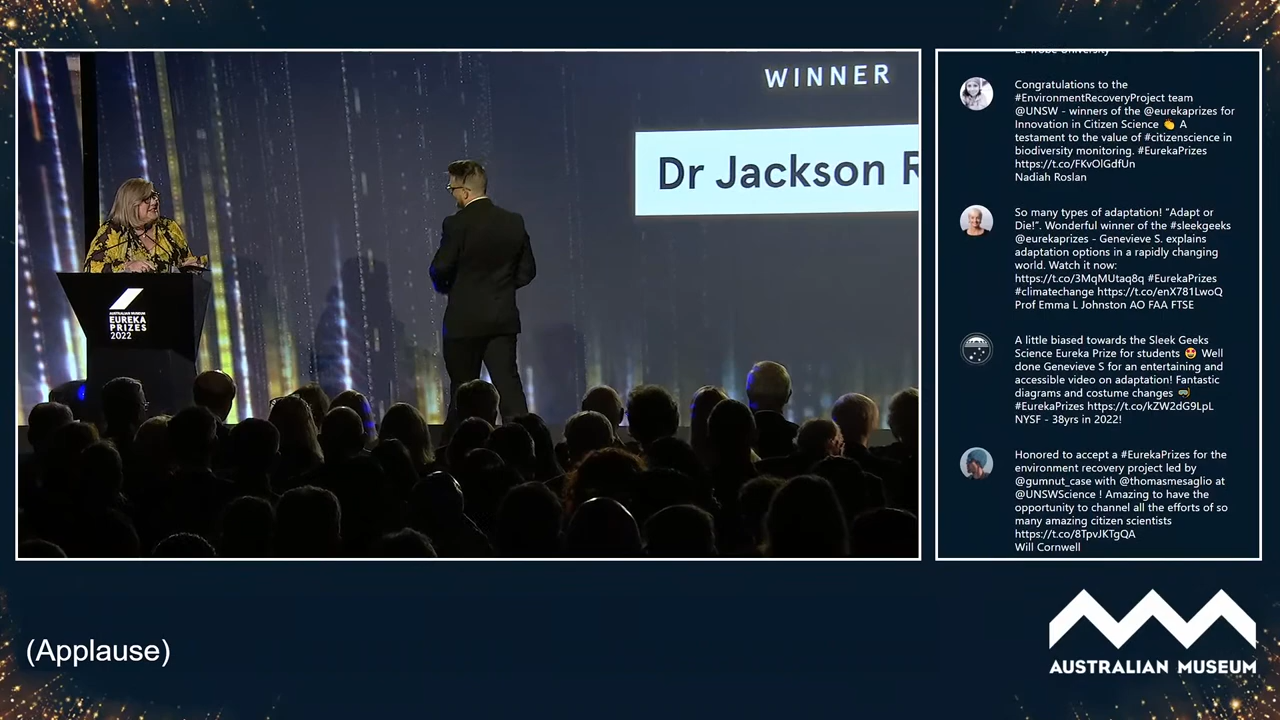 WINNER
Dr Jackson
AUSTRALIAN MUSEUM
EUREKA
PRIZES
2022
La Trobe University
Congratulations to the
#EnvironmentRecoveryProject team
@UNSW - winners of the @eurekaprizes for
Innovation in Citizen Science 👏 A
testament to the value of #citizenscience in
biodiversity monitoring. #EurekaPrizes
https://t.co/FKvOlGdfUn
Nadiah Roslan
So many types of adaptation! “Adapt or
Die!”. Wonderful winner of the #sleekgeeks
@eurekaprizes - Genevieve S. explains
adaptation options in a rapidly changing
world. Watch it now:
https://t.co/3MqMUtaq8q #EurekaPrizes
#climatechange https://t.co/enX781LwoQ
Prof Emma L Johnston AO FAA FTSE
A little biased towards the Sleek Geeks
Science Eureka Prize for students 😍 Well
done Genevieve S for an entertaining and
accessible video on adaptation! Fantastic
diagrams and costume changes 🤿
#EurekaPrizes https://t.co/kZW2dG9LpL
NYSF - 38yrs in 2022!
Honored to accept a #EurekaPrizes for the
environment recovery project led by
@gumnut_case with @thomasmesaglio at
@UNSWScience ! Amazing to have the
opportunity to channel all the efforts of so
many amazing citizen scientists
https://t.co/8TpvJKTgQA
Will Cornwell
(Applause)
AUSTRALIAN MUSEUM